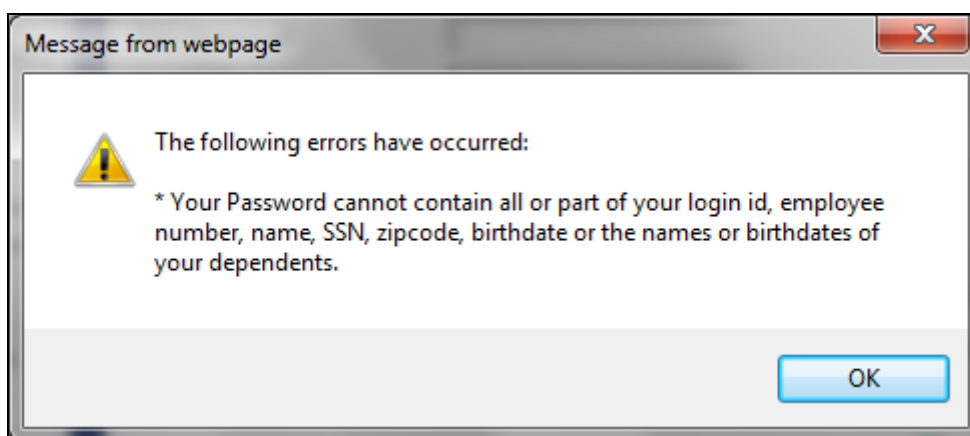 Message from webpage
The following errors have occurred:
* Your Password cannot contain all or part of your login id, employee
number, name, SSN, zipcode, birthdate or the names or birthdates of
your dependents.
OK